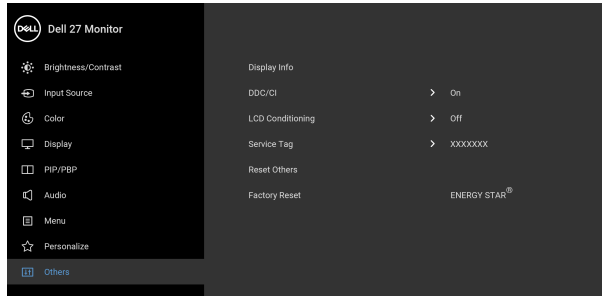 DELL Dell 27 Monitor
Brightness/Contrast
Input Source
Color
Display
PIP/PBP
Audio
Menu
Personalize
Others
Display Info
DDC/CI > On
LCD Conditioning > Off
Service Tag > XXXXXXX
Reset Others
Factory Reset ENERGY STAR®